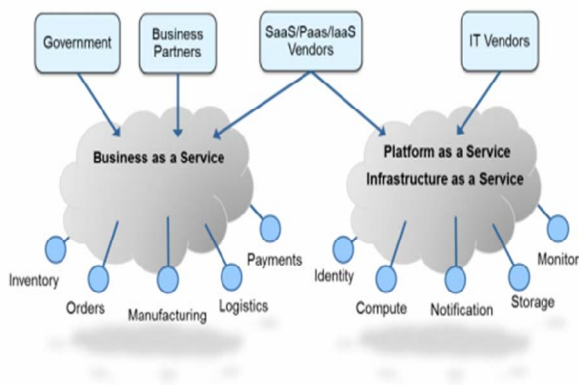 Government
Business
Partners
SaaS/Paas/IaaS
Vendors
IT Vendors
Business as a Service
Platform as a Service
Infrastructure as a Service
Inventory
Orders
Manufacturing
Logistics
Payments
Identity
Compute
Notification
Storage
Monitor